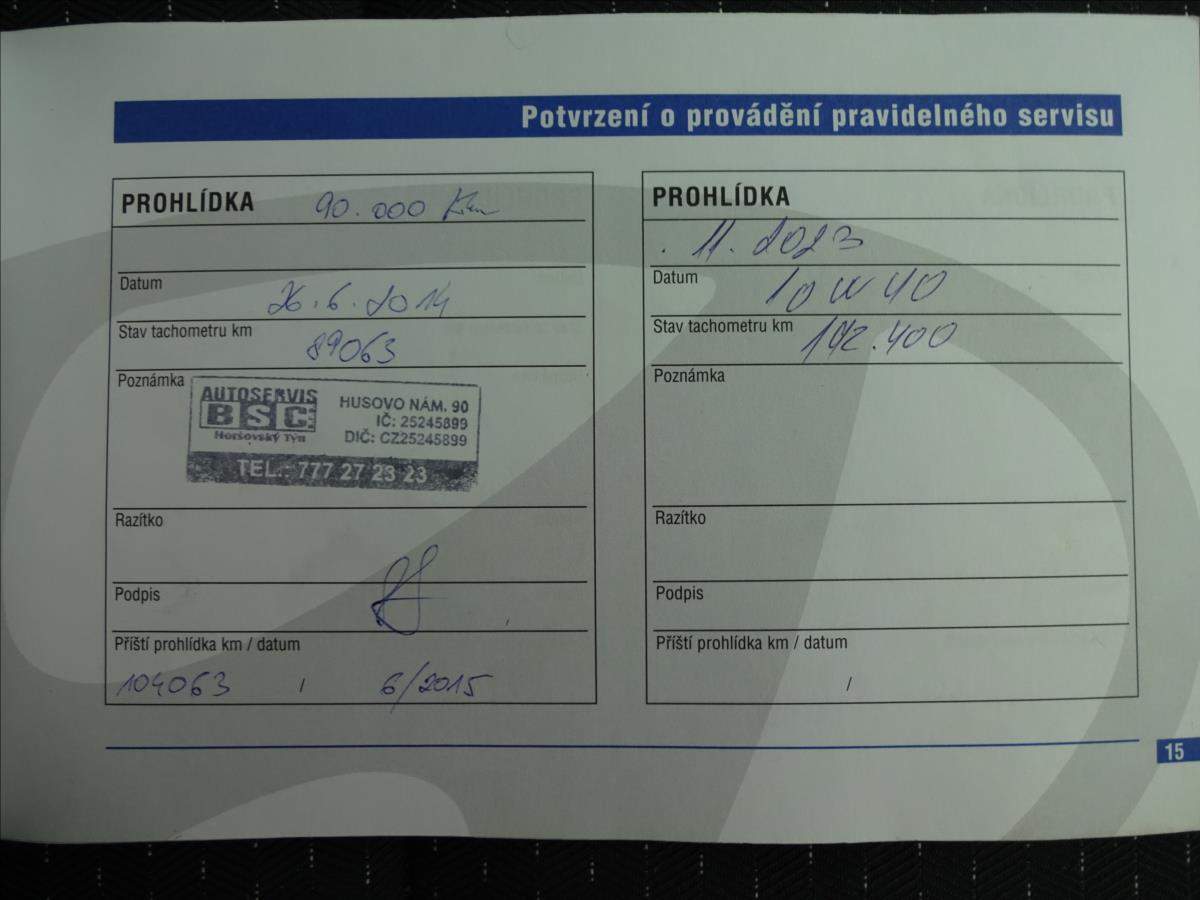 Potvrzení o provádění pravidelného servisu
PROHLÍDKA 90.000 Km
Datum 26.6.2014
Stav tachometru km 89063
Poznámka
AUTOSERVIS
BSC
Horšovský Týn
HUSOVO NÁM. 90
IČ: 25245899
DIČ: CZ25245899
TEL.: 777 27 23 23
Razítko
Podpis
Příští prohlídka km / datum
104063 / 6/2015
PROHLÍDKA
. 11. 2023
Datum 10W40
Stav tachometru km 192.400
Poznámka
Razítko
Podpis
Příští prohlídka km / datum
/
15